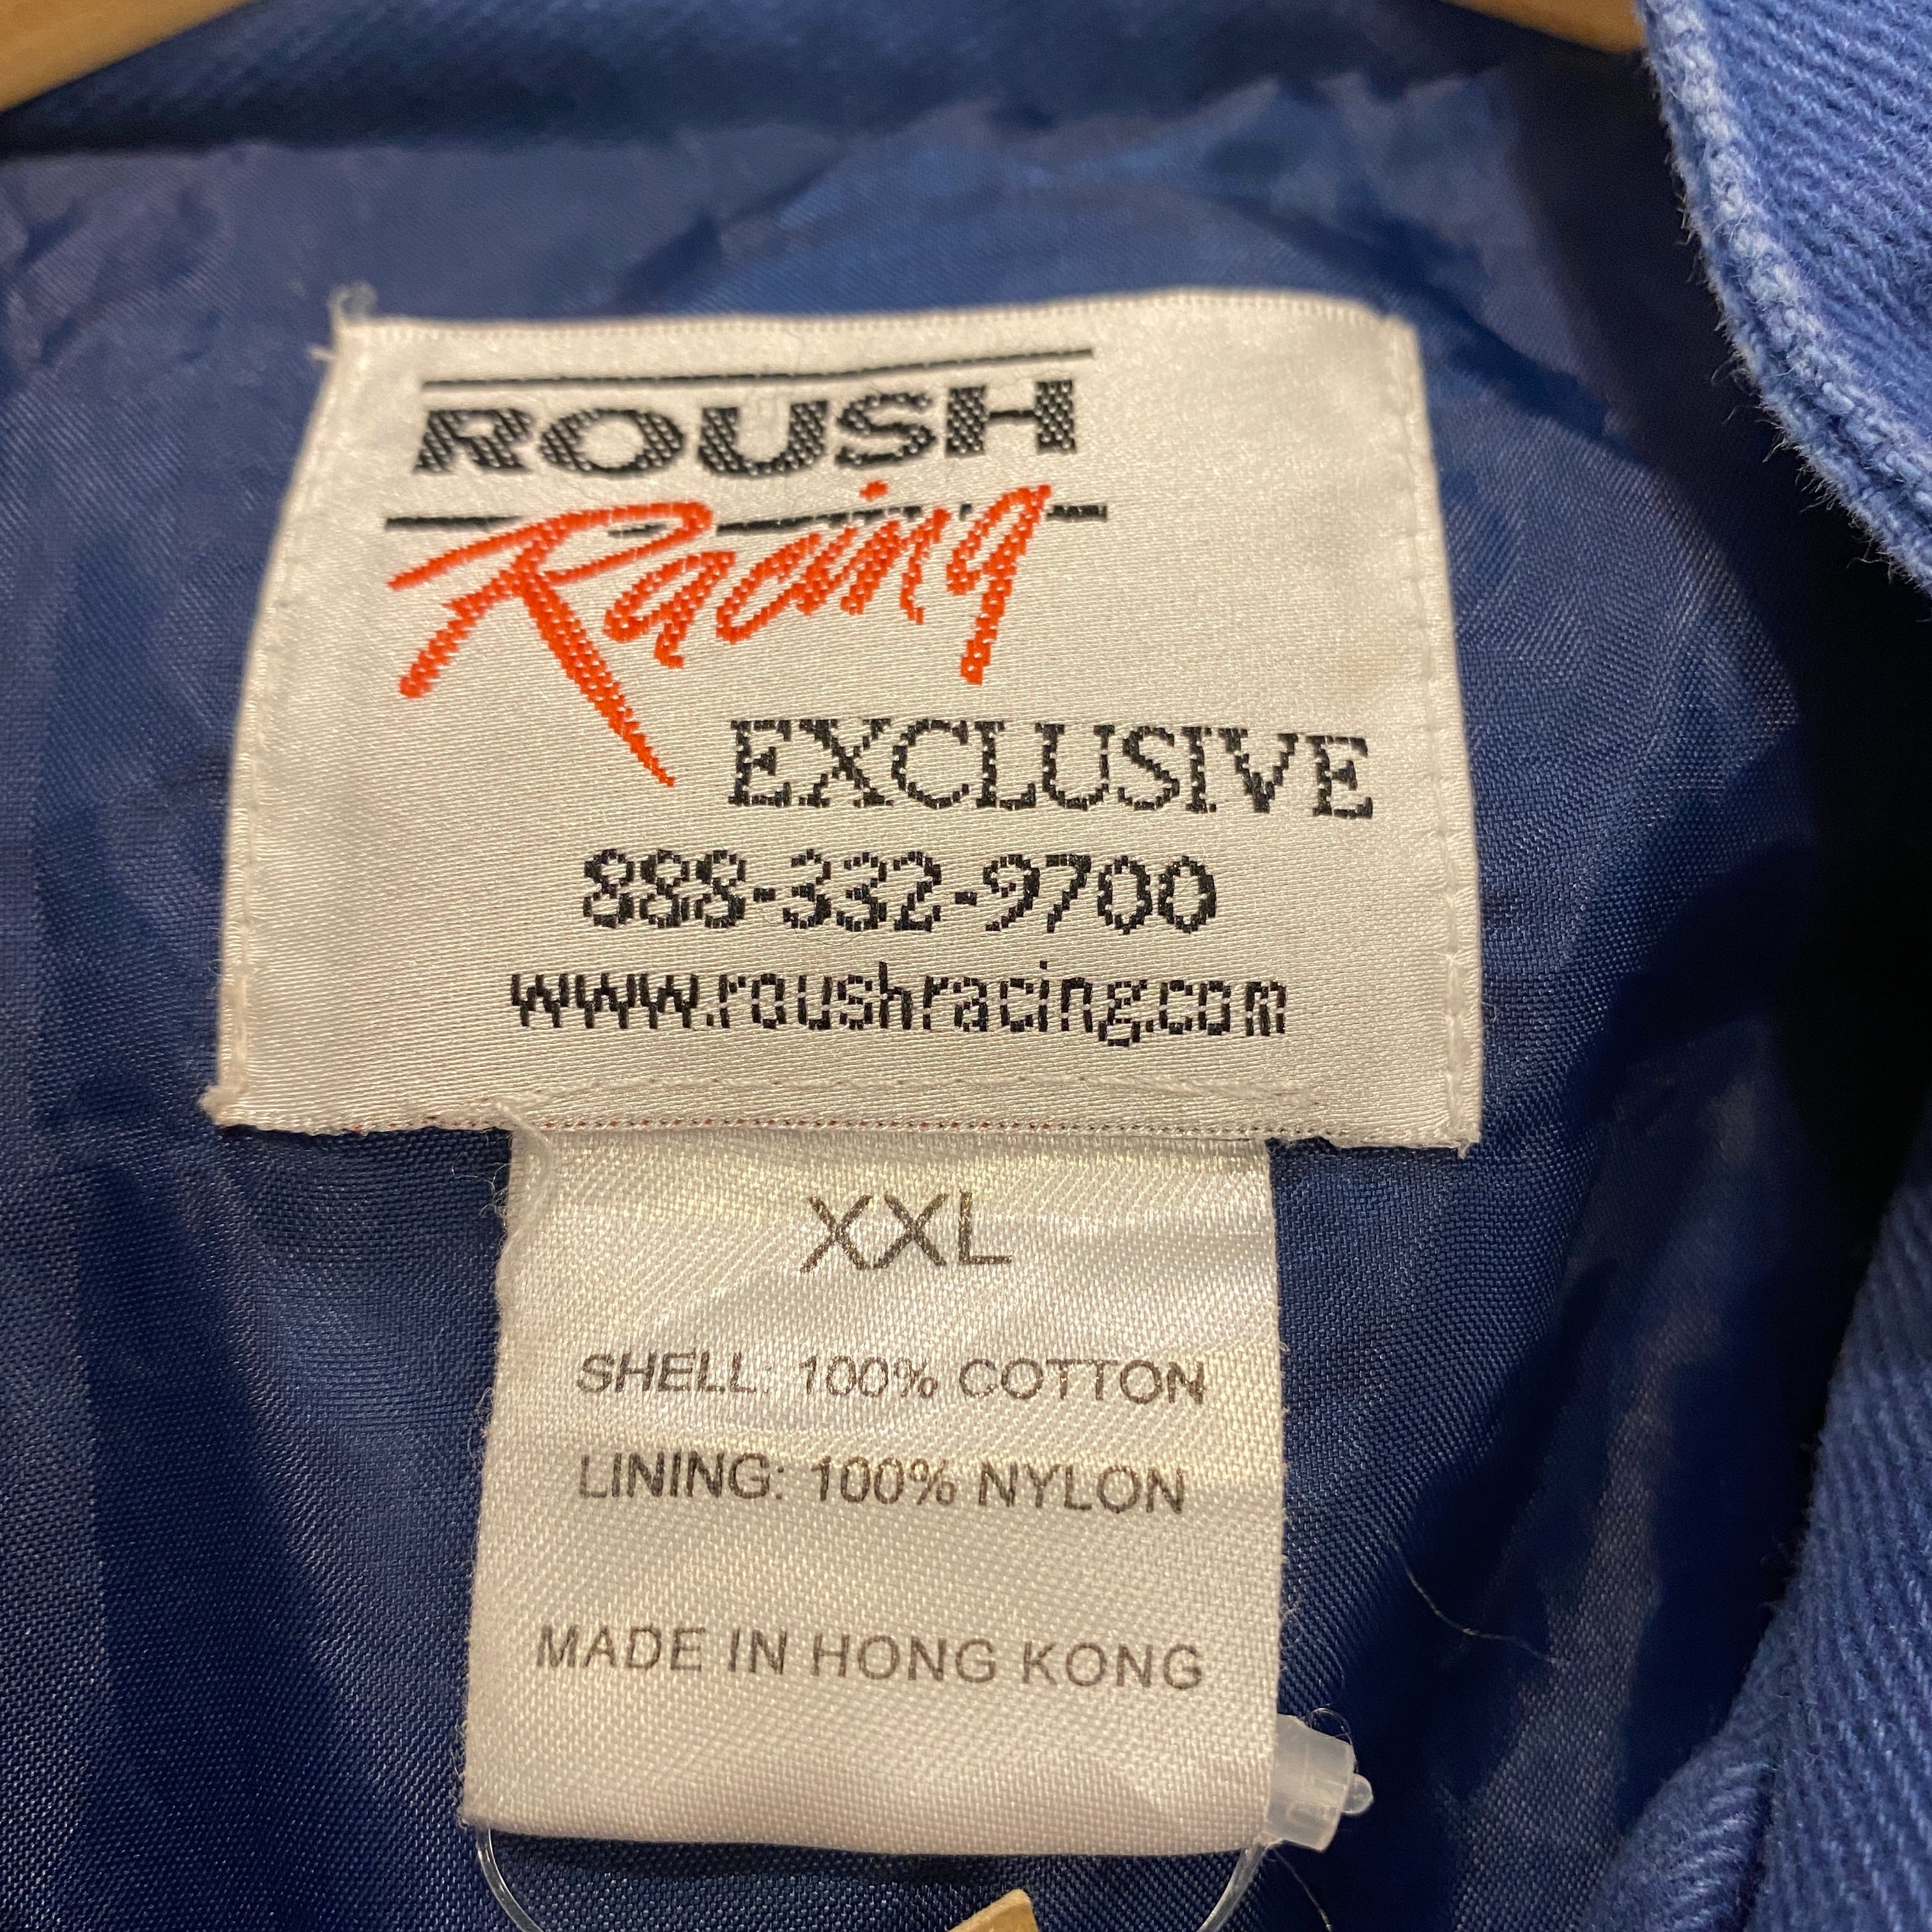 ROUSH
Racing
EXCLUSIVE
888-332-9700
www.roushracing.com
XXL
SHELL: 100% COTTON
LINING: 100% NYLON
MADE IN HONG KONG